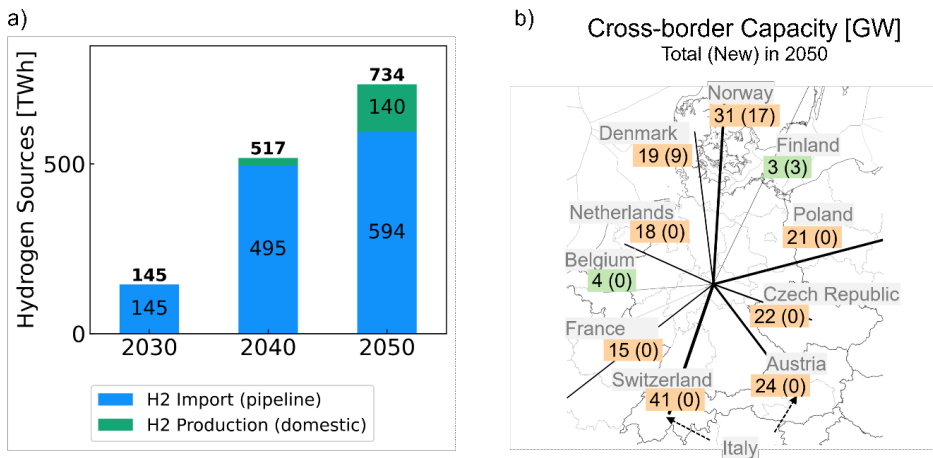 a)
Hydrogen Sources [TWh]
500
0
145
145
517
495
734
140
594
2030
2040
2050
H2 Import (pipeline)
H2 Production (domestic)
b)
Cross-border Capacity [GW]
Total (New) in 2050
Norway
31 (17)
Denmark
19 (9)
Finland
3 (3)
Netherlands
18 (0)
Poland
21 (0)
Belgium
4 (0)
Czech Republic
22 (0)
France
15 (0)
Austria
24 (0)
Switzerland
41 (0)
Italy